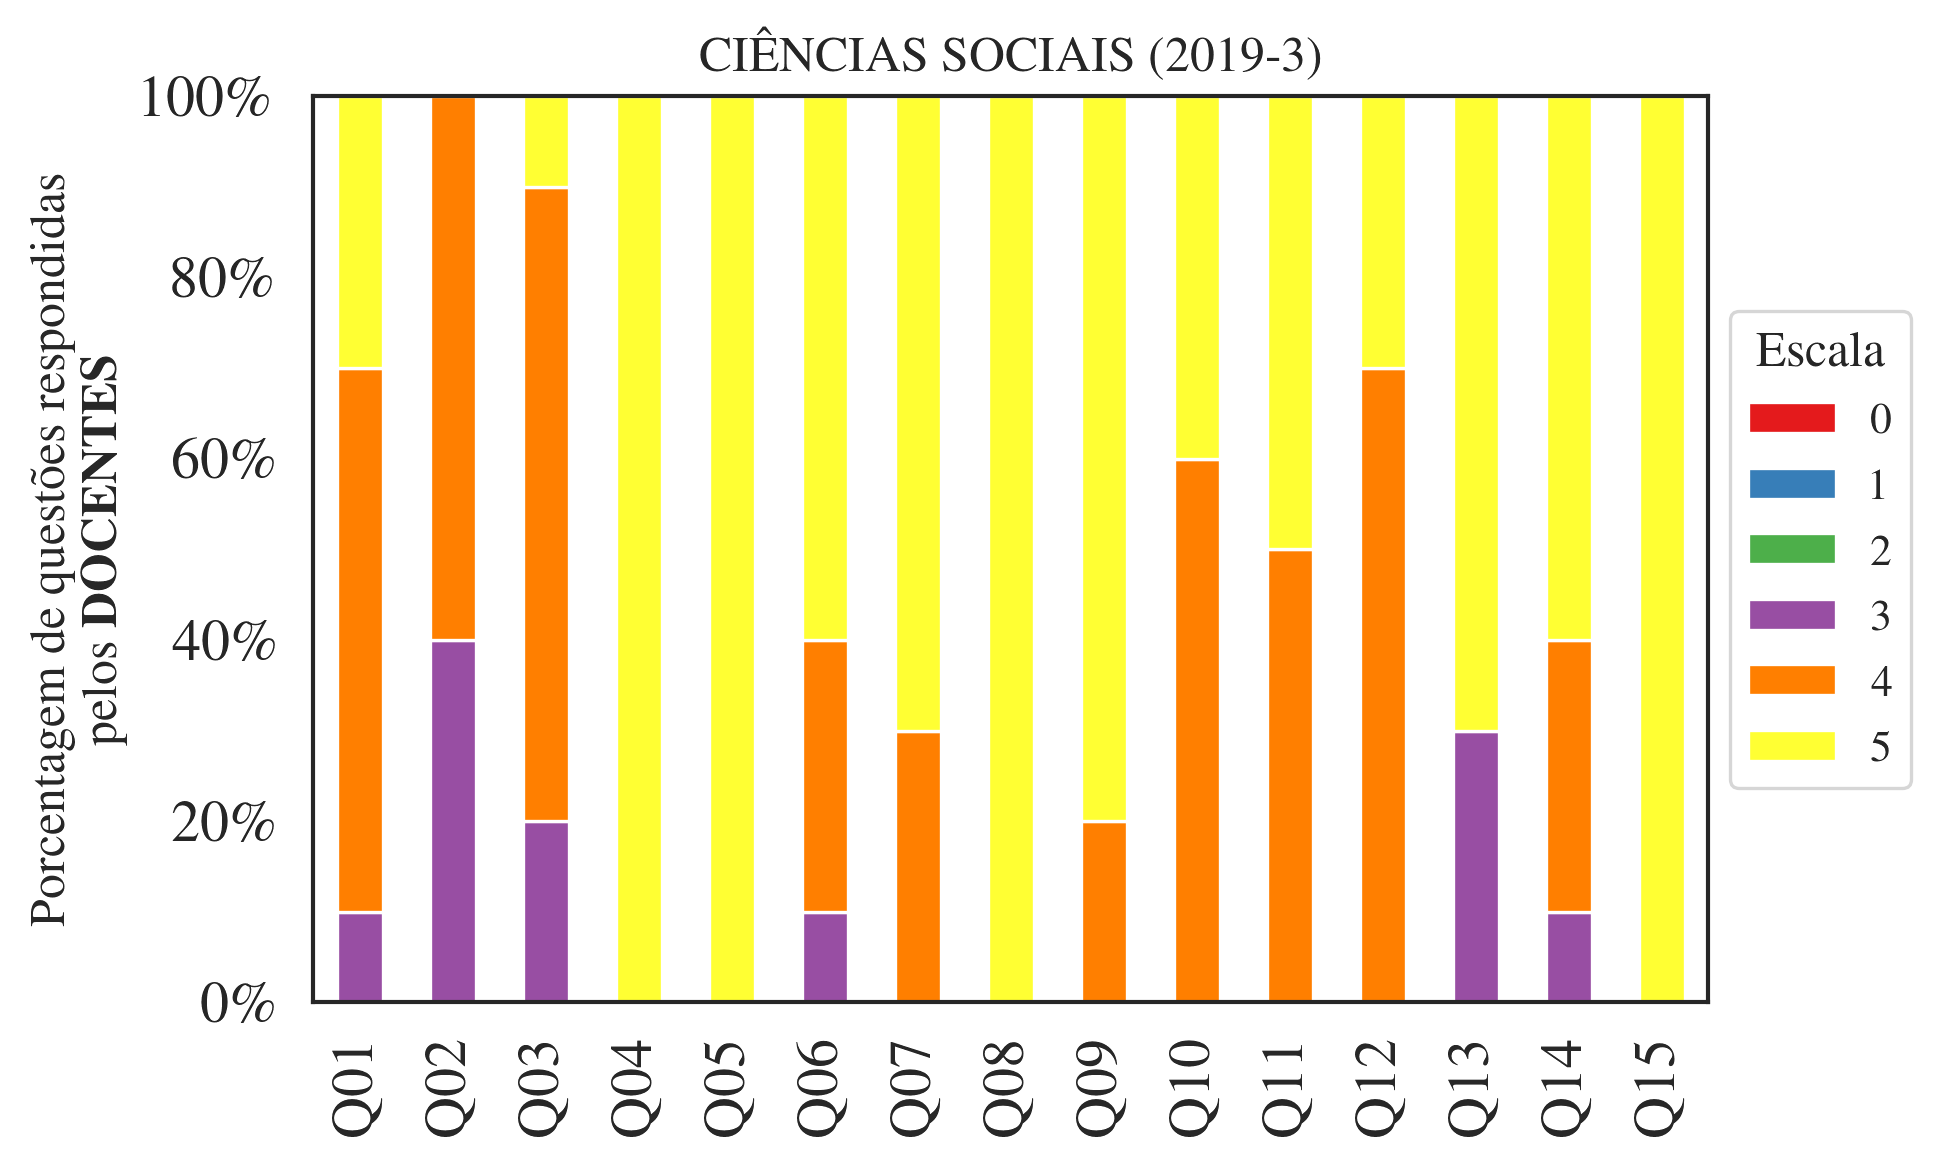 CIÊNCIAS SOCIAIS (2019-3)
Porcentagem de questões respondidas
pelos DOCENTES
100%
80%
60%
40%
20%
0%
Q01
Q02
Q03
Q04
Q05
Q06
Q07
Q08
Q09
Q10
Q11
Q12
Q13
Q14
Q15
Escala
0
1
2
3
4
5